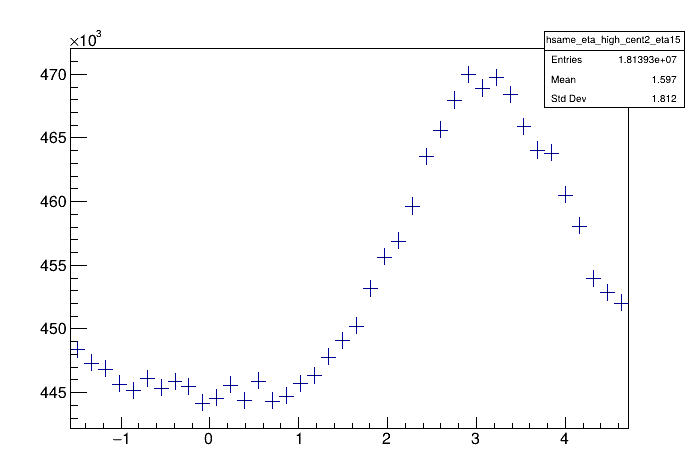 ×10³
hsame_eta_high_cent2_eta15
Entries 1.81393e+07
Mean 1.597
Std Dev 1.812
470
465
460
455
450
445
−1 0 1 2 3 4